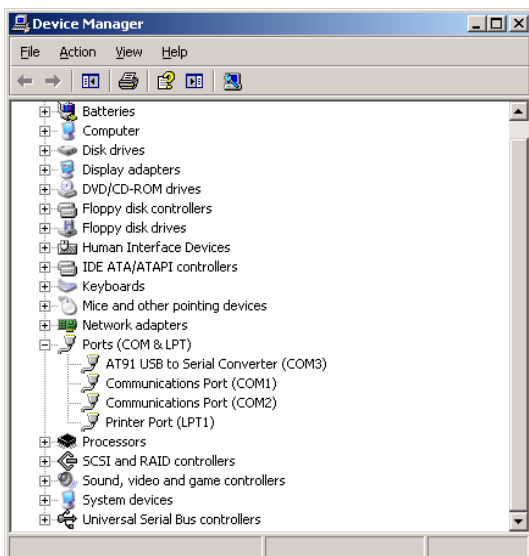 Device Manager
File Action View Help
Batteries
Computer
Disk drives
Display adapters
DVD/CD-ROM drives
Floppy disk controllers
Floppy disk drives
Human Interface Devices
IDE ATA/ATAPI controllers
Keyboards
Mice and other pointing devices
Network adapters
Ports (COM & LPT)
AT91 USB to Serial Converter (COM3)
Communications Port (COM1)
Communications Port (COM2)
Printer Port (LPT1)
Processors
SCSI and RAID controllers
Sound, video and game controllers
System devices
Universal Serial Bus controllers